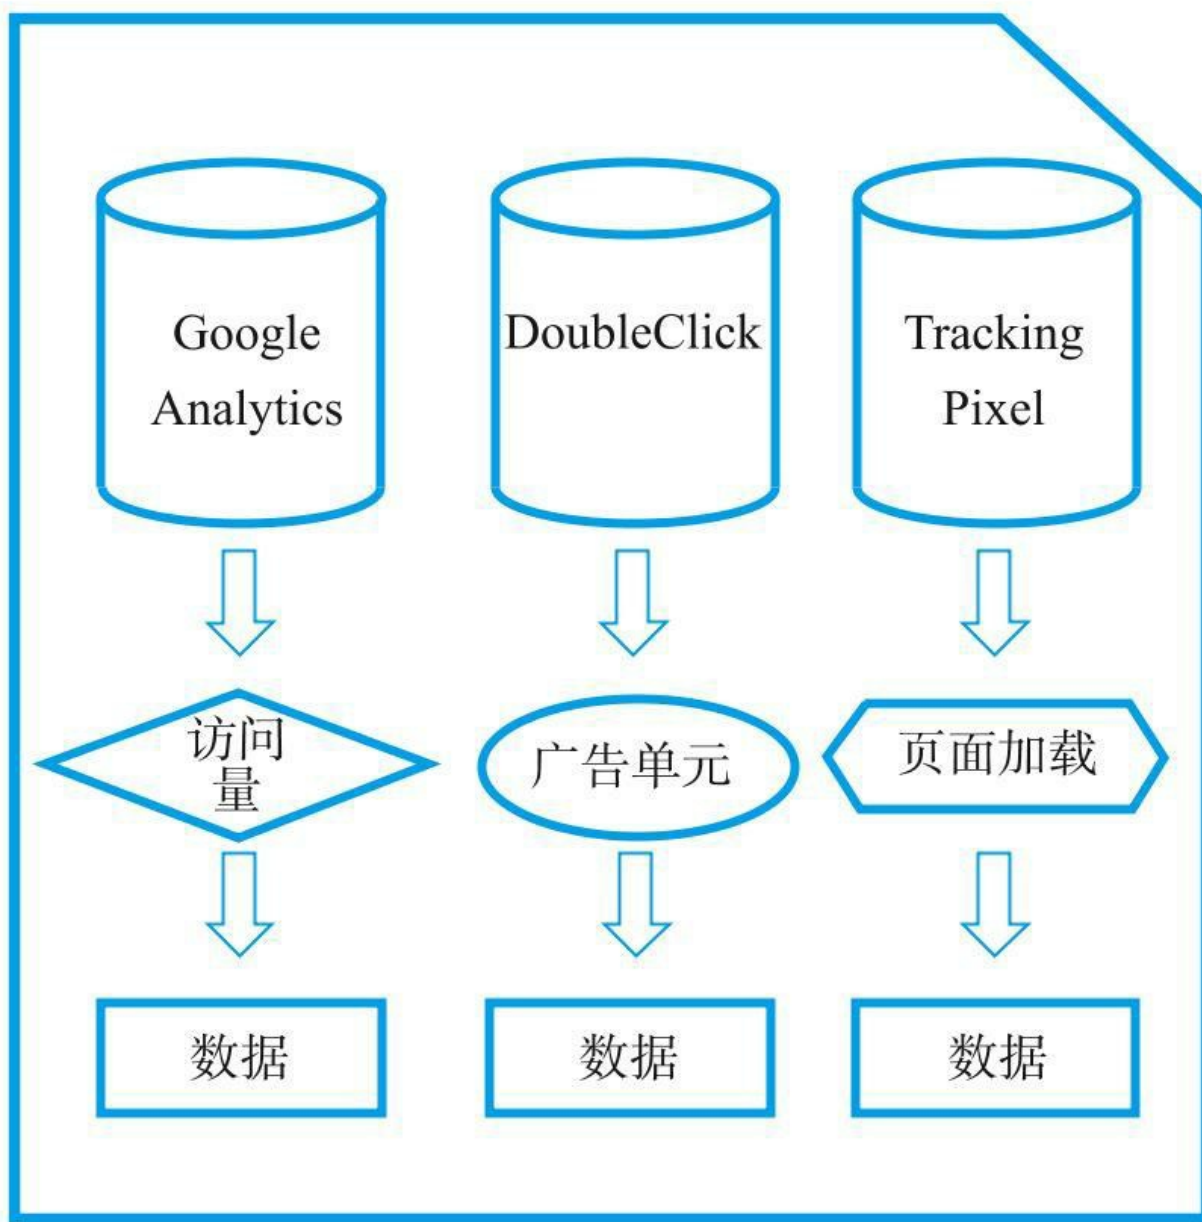 Google
Analytics
DoubleClick
Tracking
Pixel
访问
量
广告单元
页面加载
数据
数据
数据